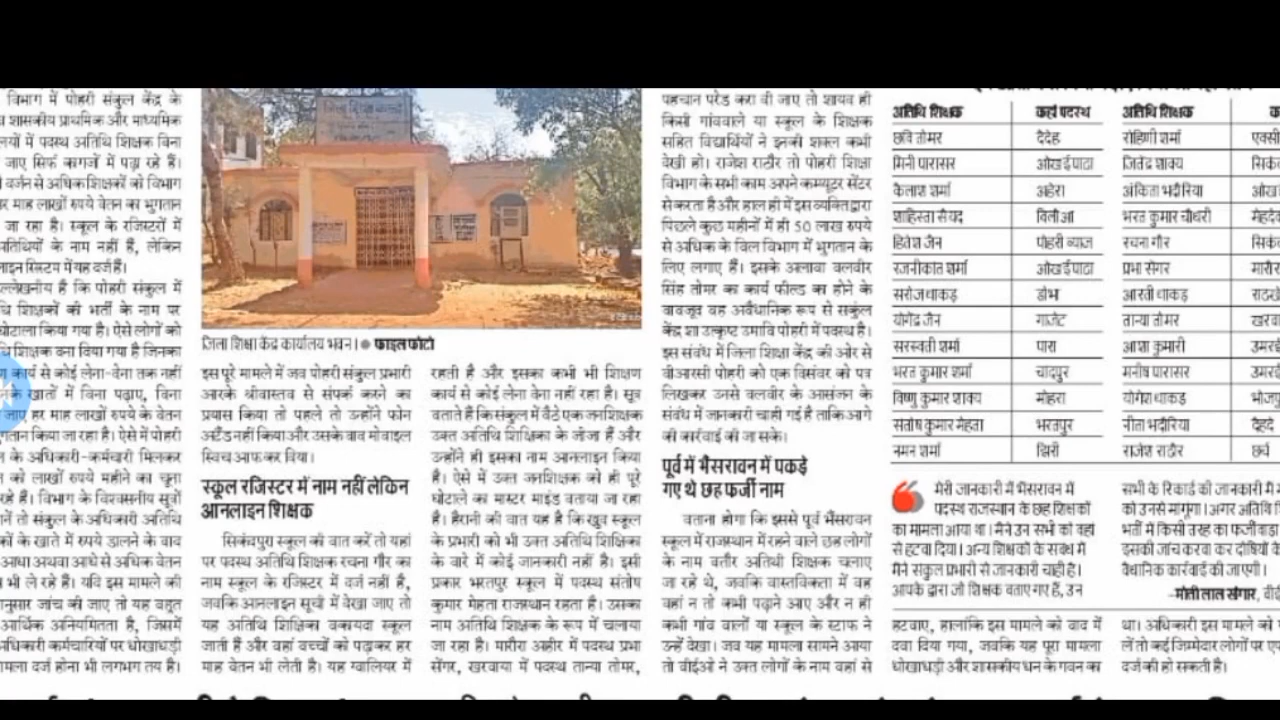 विभाग में पोहरी संकुल केंद्र के
शासकीय प्राथमिक और माध्यमिक
में पदस्थ अतिथि शिक्षक बिना
जाए सिर्फ कागजों में पढ़ा रहे हैं।
दर्जन से अधिक शिक्षकों को विभाग
माह लाखों रुपये वेतन का भुगतान
जा रहा है। स्कूल के रजिस्टर में
के नाम नहीं हैं, लेकिन
सिस्टम में यह दर्ज हैं।
है कि पोहरी संकुल में
शिक्षकों की भर्ती के नाम पर
किया गया है। ऐसे लोगों को
शिक्षक बना दिया गया है जिनका
कार्य से कोई लेना-देना तक नहीं
के खातों में बिना पढ़ाए, बिना
जाए हर माह लाखों रुपये के वेतन
किया जा रहा है। ऐसे में पोहरी
के अधिकारी-कर्मचारी मिलकर
को लाखों रुपये महीने का चूना
रहे हैं। विभाग के विश्वसनीय सूत्रों
तो संकुल के अधिकारी अतिथि
के खाते में रुपये डालने के बाद
आधा अथवा आधे से अधिक वेतन
भी ले रहे हैं। यदि इस मामले की
जांच की जाए तो यह बहुत
आर्थिक अनियमितता है, जिसमें
कर्मचारियों पर धोखाधड़ी
दर्ज होना भी लगभग तय है।
जिला शिक्षा केंद्र कार्यालय भवन। ● फाइल फोटो
इस पूरे मामले में जब पोहरी संकुल प्रभारी
आरके श्रीवास्तव से संपर्क करने का
प्रयास किया तो पहले तो उन्होंने फोन
अटैंड नहीं किया और उसके बाद मोबाइल
स्विच आफ कर दिया।
स्कूल रजिस्टर में नाम नहीं लेकिन
आनलाइन शिक्षक
सिकंदपुरा स्कूल की बात करें तो यहां
पर पदस्थ अतिथि शिक्षक रचना गौर का
नाम स्कूल के रजिस्टर में दर्ज नहीं है,
जबकि आनलाइन सूची में देखा जाए तो
यह अतिथि शिक्षिका बकायदा स्कूल
जाती हैं और वहां बच्चों को पढ़ाकर हर
माह वेतन भी लेती है। यह ग्वालियर में
रहती है और इसका कभी भी शिक्षण
कार्य से कोई लेना देना नहीं रहा है। सूत्र
बताते हैं कि संकुल में बैठे एक जनशिक्षक
उक्त अतिथि शिक्षिका के जीजा हैं और
उन्होंने ही इसका नाम आनलाइन किया
है। ऐसे में उक्त जनशिक्षक को ही पूरे
घोटाले का मास्टर माइंड बताया जा रहा
है। हैरानी की बात यह है कि खुद स्कूल
के प्रभारी को भी उक्त अतिथि शिक्षिका
के बारे में कोई जानकारी नहीं है। इसी
प्रकार भरतपुर स्कूल में पदस्थ संतोष
कुमार मेहता राजस्थान रहता है। उसका
नाम अतिथि शिक्षक के रूप में चलाया
जा रहा है। मारौरा अहीर में पदस्थ प्रभा
सेंगर, खरवाया में पदस्थ तान्या तोमर,
पहचान परेड करा दी जाए तो शायद ही
किसी गांववाले या स्कूल के शिक्षक
सहित विद्यार्थियों ने इनकी शक्ल कभी
देखी हो। राजेश राठौर तो पोहरी शिक्षा
विभाग के सभी काम अपने कम्प्यूटर सेंटर
से करता है और हाल ही में इस व्यक्ति द्वारा
पिछले कुछ महीनों में ही 50 लाख रुपये
से अधिक के बिल विभाग में भुगतान के
लिए लगाए हैं। इसके अलावा बलवीर
सिंह तोमर का कार्य फील्ड का होने के
बावजूद वह अवैधानिक रूप से संकुल
केंद्र शा उत्कृष्ट उमावि पोहरी में पदस्थ है।
इस संबंध में जिला शिक्षा केंद्र की ओर से
बीआरसी पोहरी को एक दिसंबर को पत्र
लिखकर उनसे बलवीर के आसंजन के
संबंध में जानकारी चाही गई है ताकि आगे
की कार्रवाई की जा सके।
पूर्व में भैंसरावन में पकड़े
गए थे छह फर्जी नाम
बताना होगा कि इससे पूर्व भैंसरावन
स्कूल में राजस्थान में रहने वाले छह लोगों
के नाम बतौर अतिथी शिक्षक चलाए
जा रहे थे, जबकि वास्तविकता में वह
वहां न तो कभी पढ़ाने आए और न ही
कभी गांव वालों या स्कूल के स्टाफ ने
उन्हें देखा। जब यह मामला सामने आया
तो बीईओ ने उक्त लोगों के नाम वहां से
अतिथि शिक्षक कहां पदस्थ अतिथि शिक्षक
छवि तोमर देदेह रोहिणी शर्मा
मिनी पारासर ओखाईपाटा जितेंद्र शाक्य
कैलाश शर्मा अहेरा अंकिता भदौरिया
शाहिस्ता सैयद विलौआ भरत कुमार चौधरी
हितेश जैन पोहरी ब्याज रचना गौर
रजनीकांत शर्मा ओखाईपाटा प्रभा सेंगर
सरोज धाकड़ डोभ आरती धाकड़
योगेंद्र जैन गाजेट तान्या तोमर
सरस्वती शर्मा पारा आशा कुमारी
भरत कुमार शर्मा चांदपुर मनीष पारासर
विष्णु कुमार शाक्य मोहरा योगेश धाकड़
संतोष कुमार मेहता भरतपुर नीता भदौरिया देहदे
नमन शर्मा झिरी राजेश राठौर छर्च
मेरी जानकारी में भैंसरावन में
पदस्थ राजस्थान के छह शिक्षकों
का मामला आया था। मैंने उन सभी को वहां
से हटवा दिया। अन्य शिक्षकों के संबंध में
मैंने संकुल प्रभारी से जानकारी चाही है।
आपके द्वारा जो शिक्षक बताए गए हैं, उन
सभी के रिकार्ड की जानकारी मैं
को उनसे मांगूगा। अगर अतिथि
भर्ती में किसी तरह का फर्जीवाड़ा
इसकी जांच करवा कर दोषियों के
वैधानिक कार्रवाई की जाएगी।
-मोतीलाल खंगार,
हटवाए, हालांकि इस मामले को बाद में
दबा दिया गया, जबकि यह पूरा मामला
धोखाधड़ी और शासकीय धन के गबन का
था। अधिकारी इस मामले को
लें तो कई जिम्मेदार लोगों पर
दर्ज की हो सकती है।